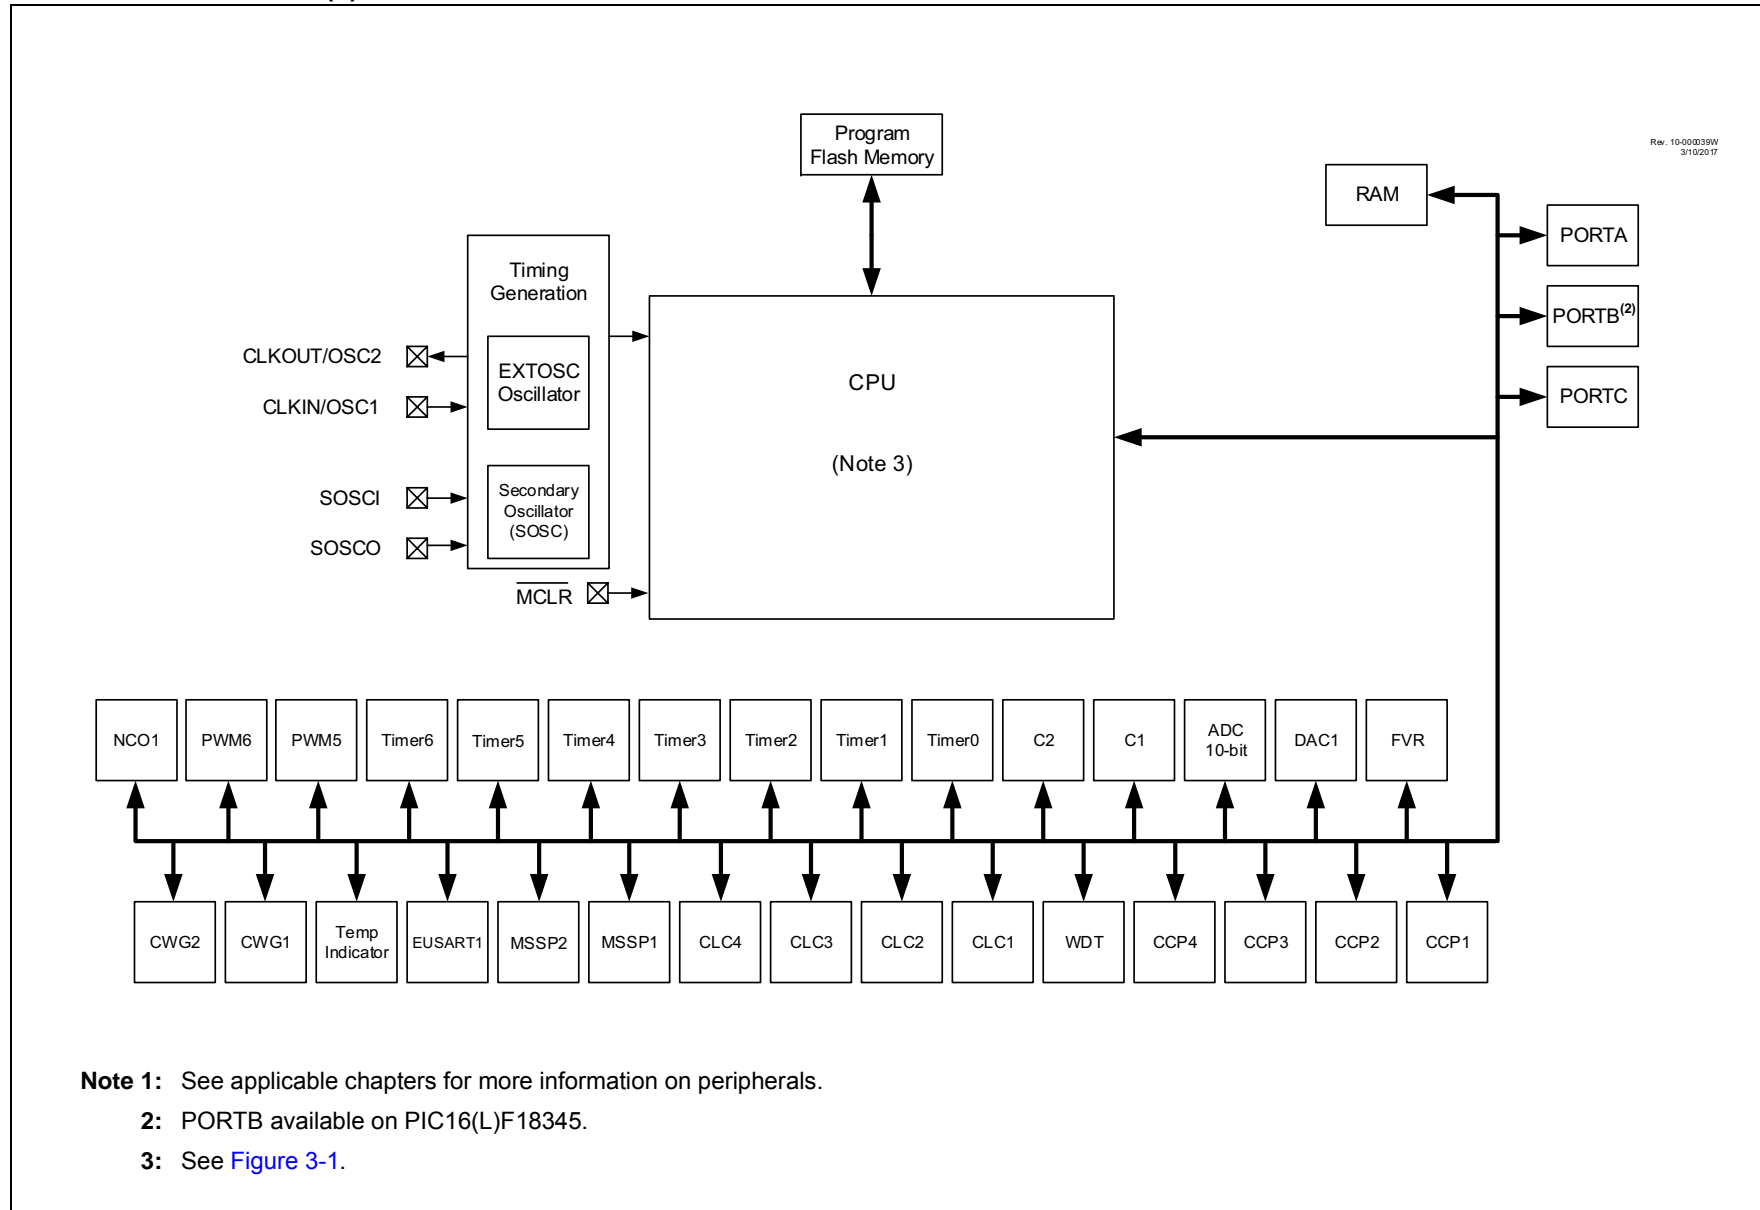 Program
Flash Memory
Rev. 10-000039W
3/10/2017
RAM
PORTA
Timing
Generation
PORTB(2)
CLKOUT/OSC2
EXTOSC
Oscillator
CPU
PORTC
CLKIN/OSC1
(Note 3)
SOSCI
Secondary
Oscillator
(SOSC)
SOSCO
MCLR
NCO1 PWM6 PWM5 Timer6 Timer5 Timer4 Timer3 Timer2 Timer1 Timer0 C2 C1 ADC 10-bit DAC1 FVR
CWG2 CWG1 Temp Indicator EUSART1 MSSP2 MSSP1 CLC4 CLC3 CLC2 CLC1 WDT CCP4 CCP3 CCP2 CCP1
Note 1: See applicable chapters for more information on peripherals.
2: PORTB available on PIC16(L)F18345.
3: See Figure 3-1.